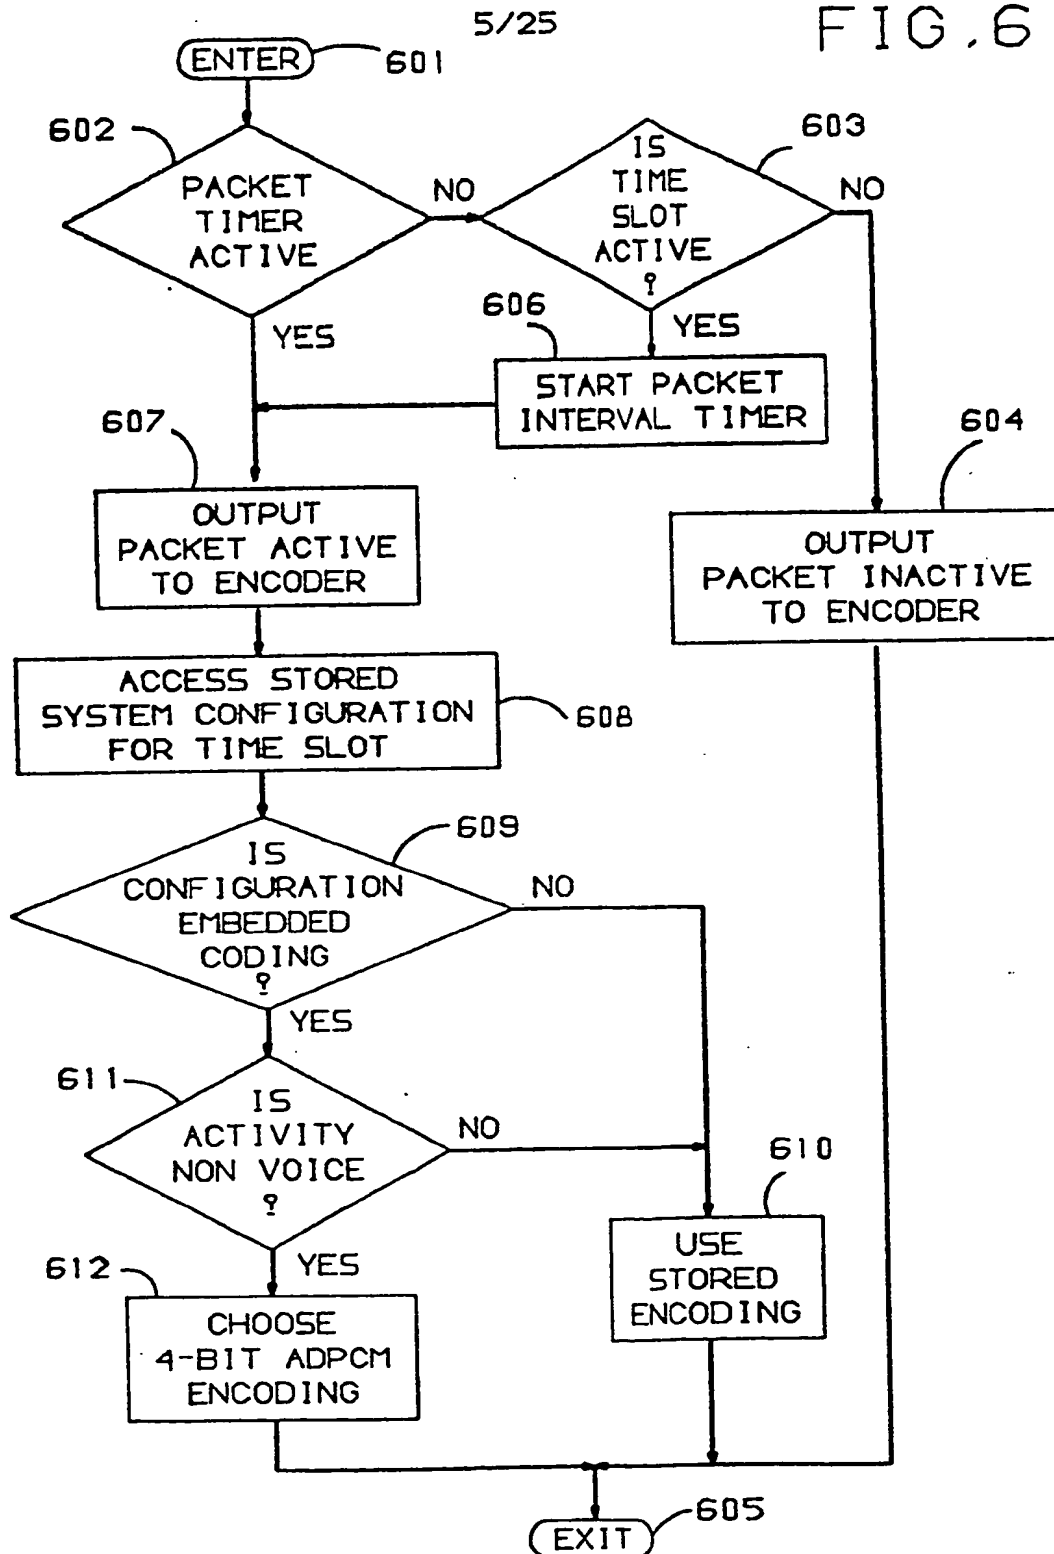 5/25
FIG.6
ENTER
601
602
PACKET
TIMER
ACTIVE
NO
YES
603
IS
TIME
SLOT
ACTIVE
?
NO
YES
606
START PACKET
INTERVAL TIMER
607
OUTPUT
PACKET ACTIVE
TO ENCODER
604
OUTPUT
PACKET INACTIVE
TO ENCODER
ACCESS STORED
SYSTEM CONFIGURATION
FOR TIME SLOT
608
609
IS
CONFIGURATION
EMBEDDED
CODING
?
NO
YES
611
IS
ACTIVITY
NON VOICE
?
NO
YES
610
USE
STORED
ENCODING
612
CHOOSE
4-BIT ADPCM
ENCODING
605
EXIT